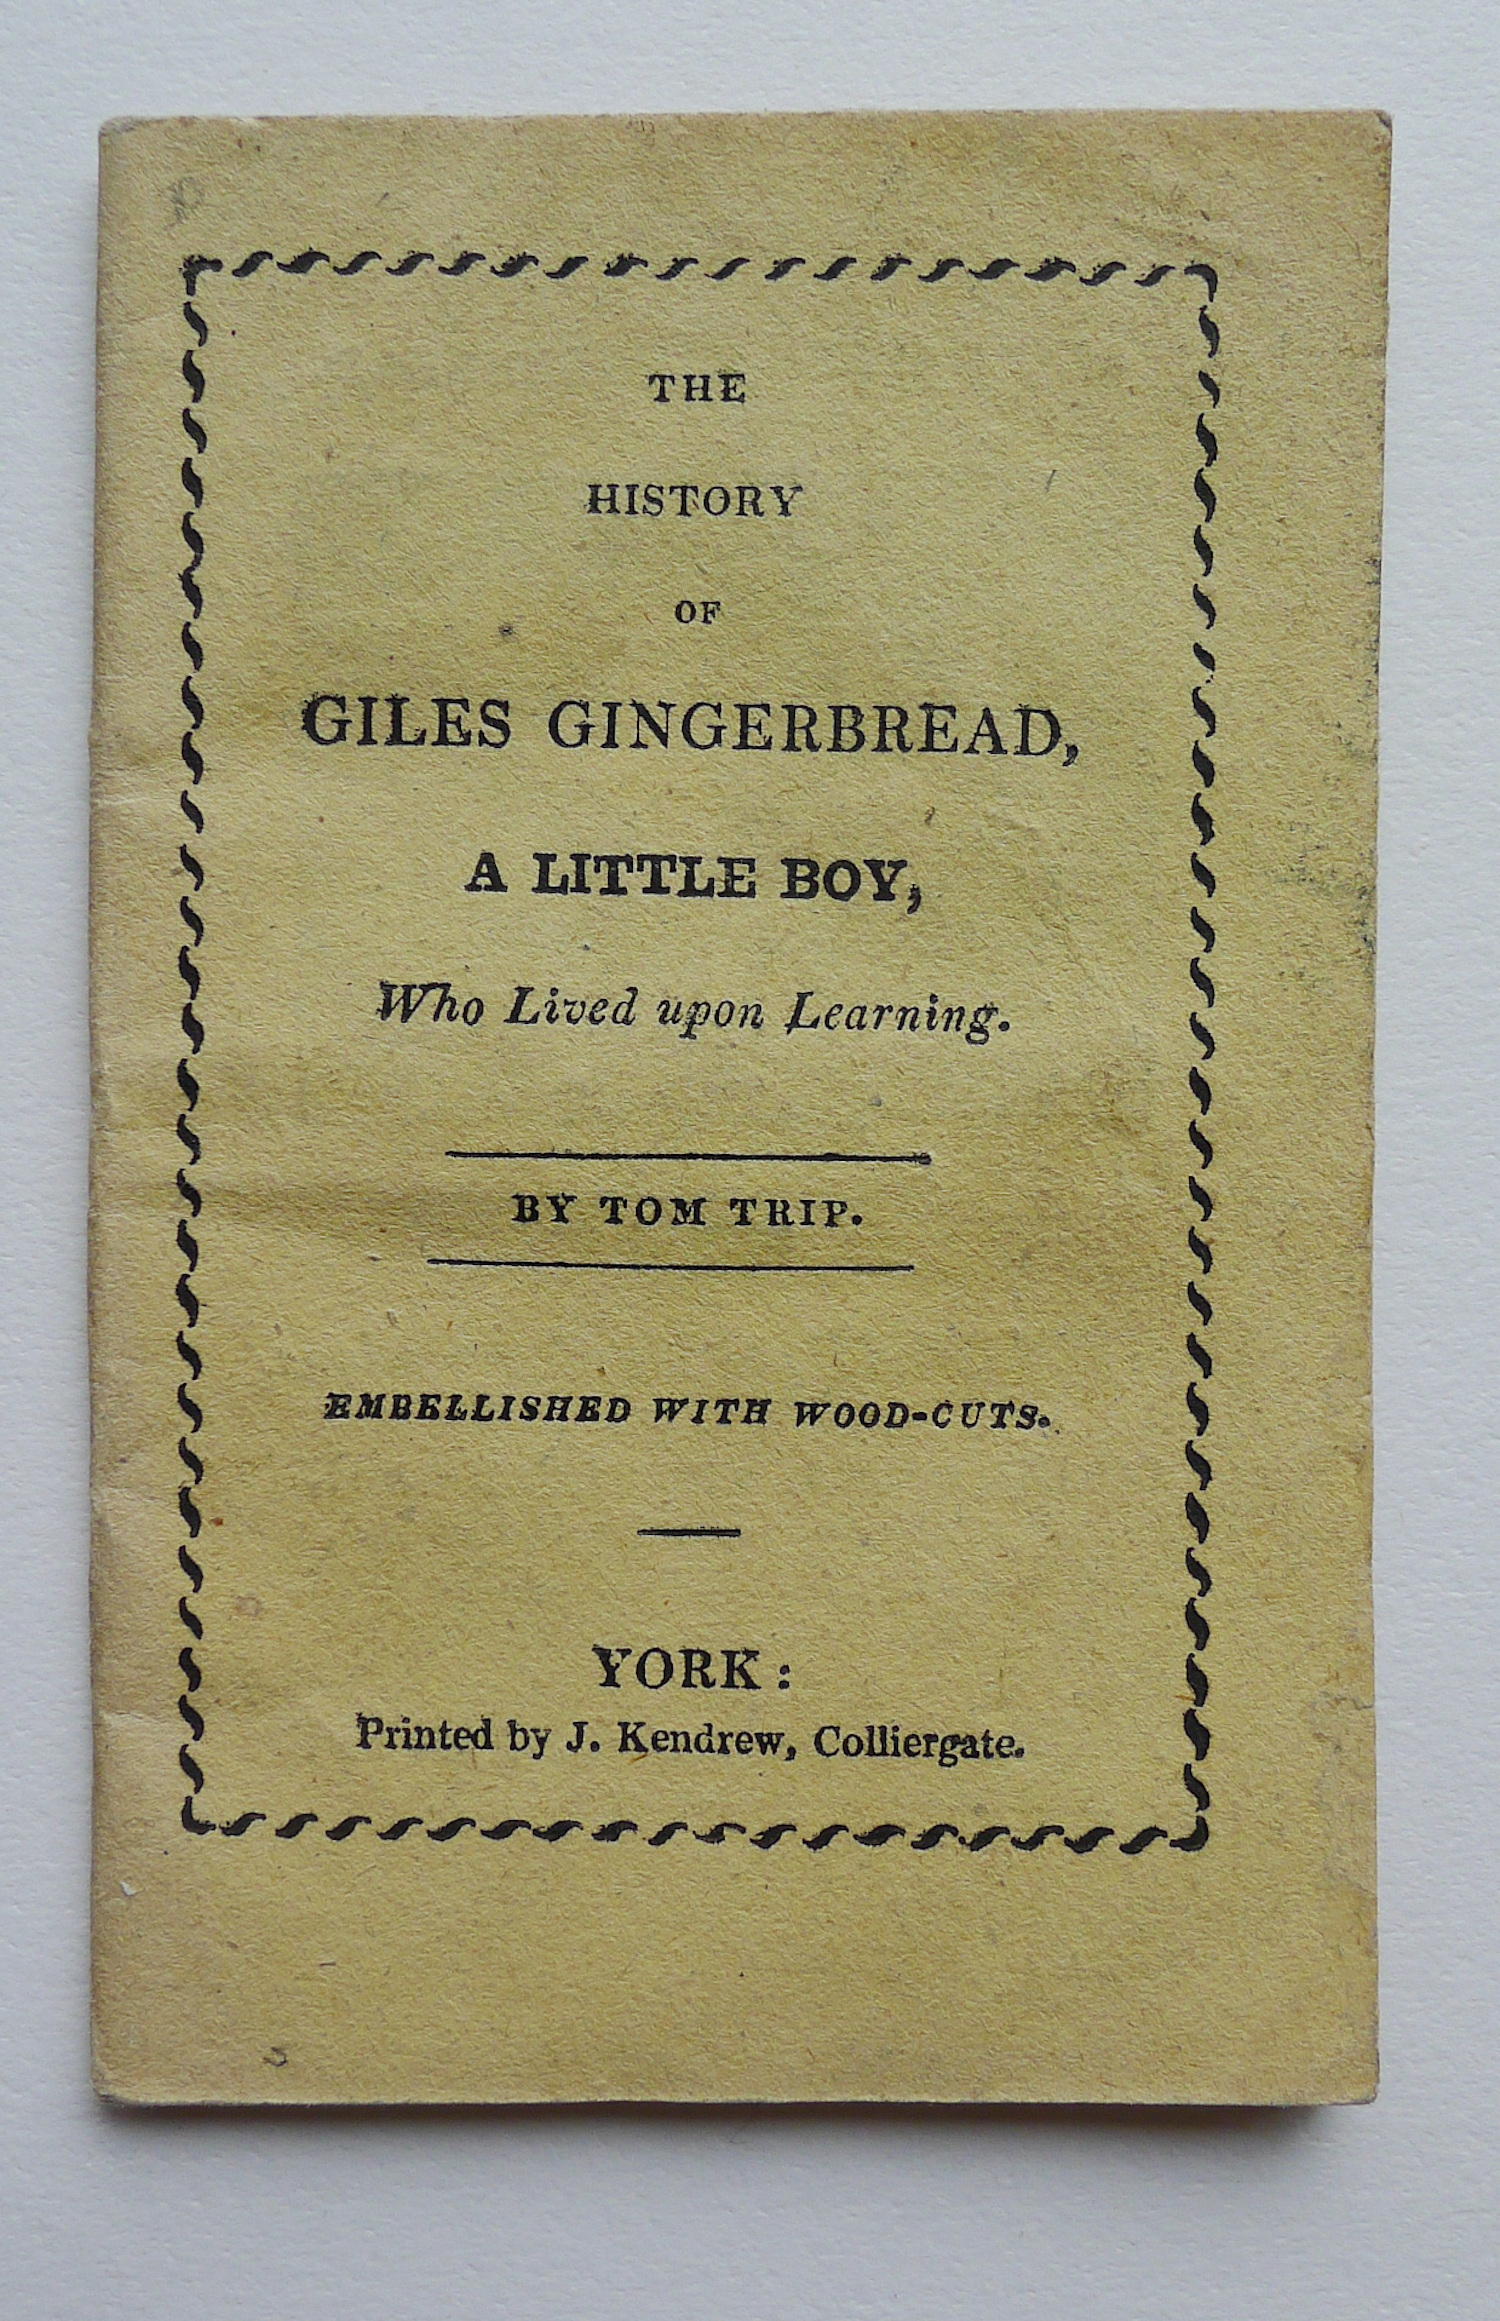 THE
HISTORY
OF
GILES GINGERBREAD,
A LITTLE BOY,
Who Lived upon Learning.
BY TOM TRIP.
EMBELLISHED WITH WOOD-CUTS.
YORK:
Printed by J. Kendrew, Colliergate.